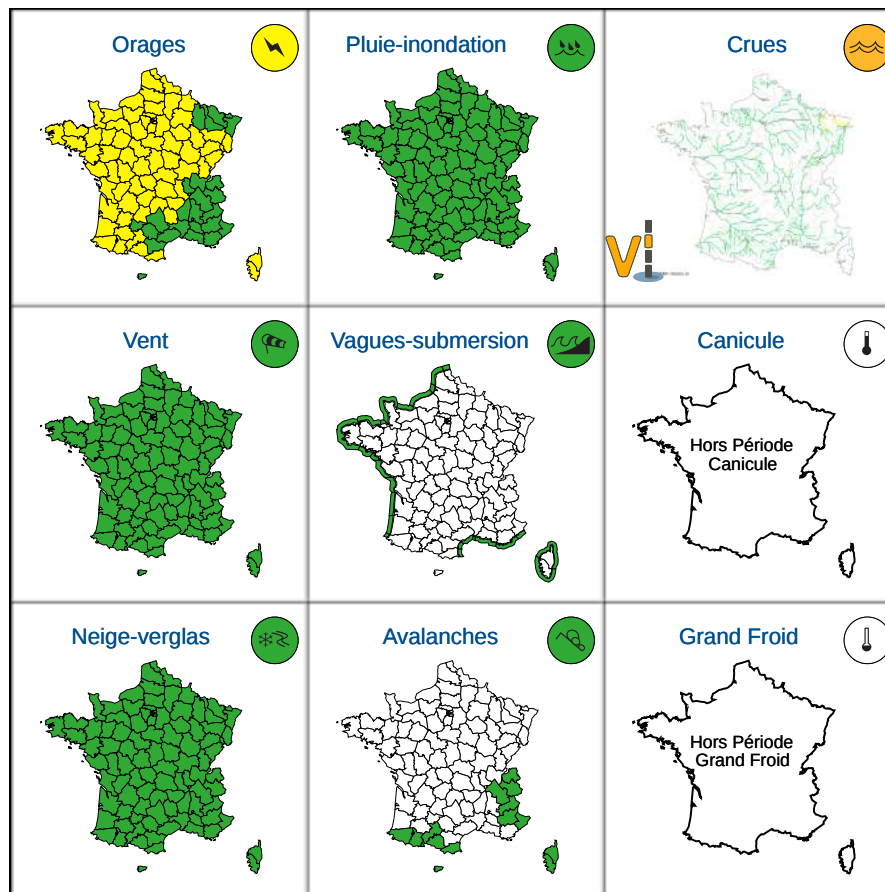 Orages
Pluie-inondation
Crues
Vi
Vent
Vagues-submersion
Canicule
Hors Période
Canicule
Neige-verglas
Avalanches
Grand Froid
Hors Période
Grand Froid